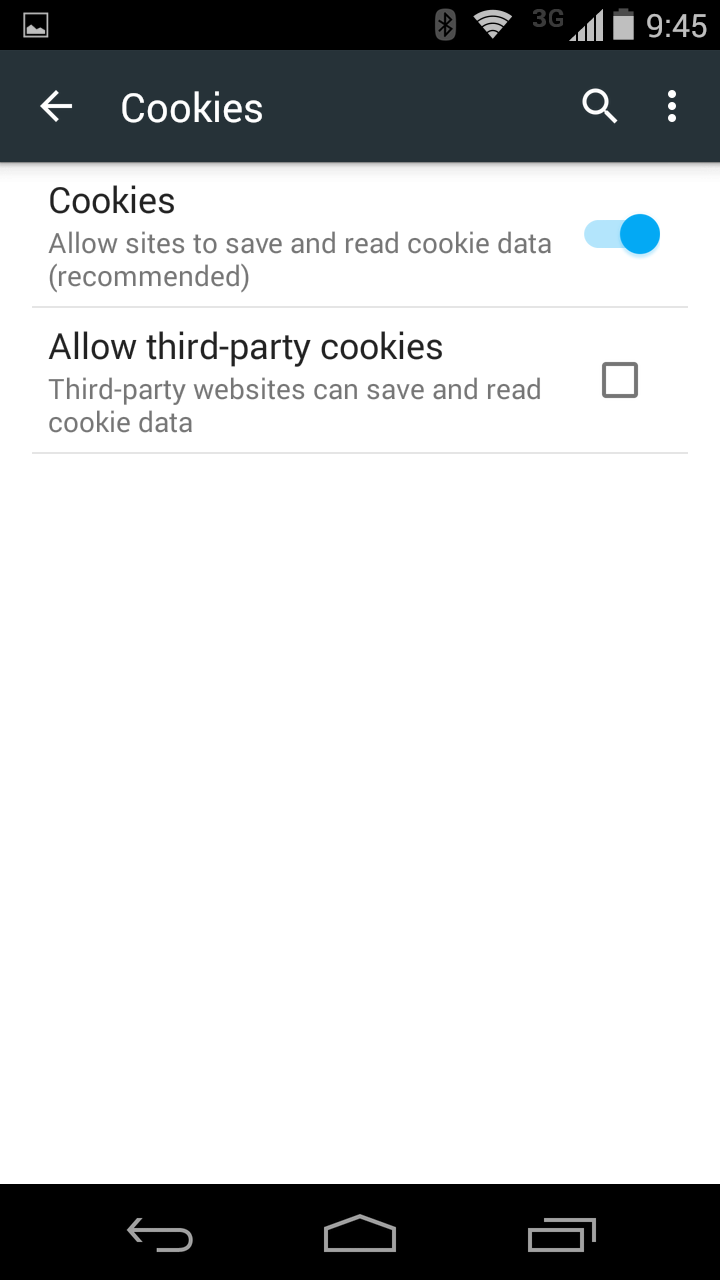 3G 9:45
Cookies
Cookies
Allow sites to save and read cookie data
(recommended)
Allow third-party cookies
Third-party websites can save and read
cookie data